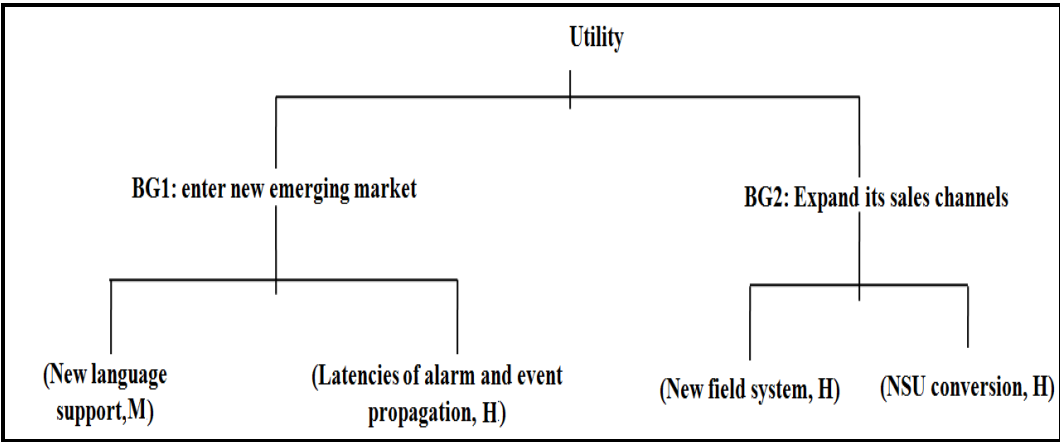 Utility
BG1: enter new emerging market
BG2: Expand its sales channels
(New language
support,M)
(Latencies of alarm and event
propagation, H)
(New field system, H)
(NSU conversion, H)